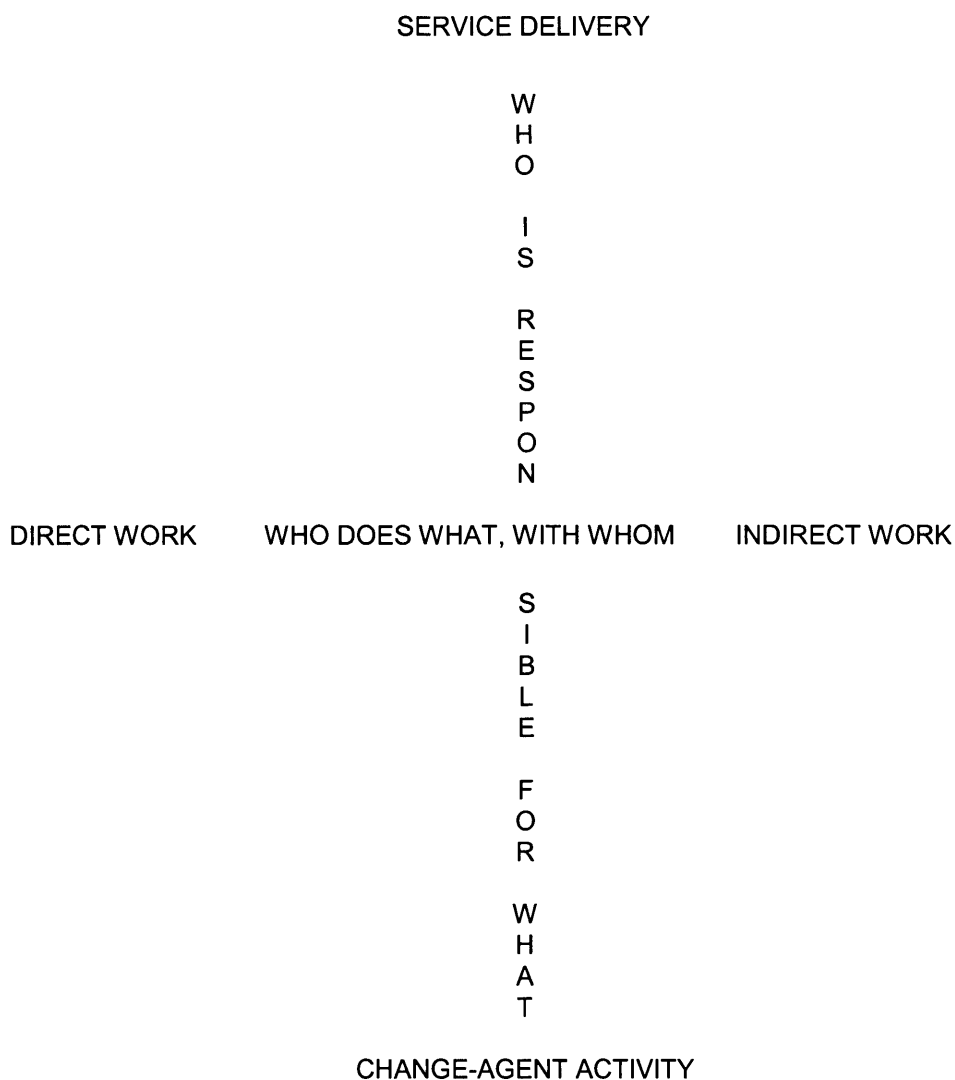 SERVICE DELIVERY
W
H
O
I
S
R
E
S
P
O
N
DIRECT WORK WHO DOES WHAT, WITH WHOM INDIRECT WORK
S
I
B
L
E
F
O
R
W
H
A
T
CHANGE-AGENT ACTIVITY